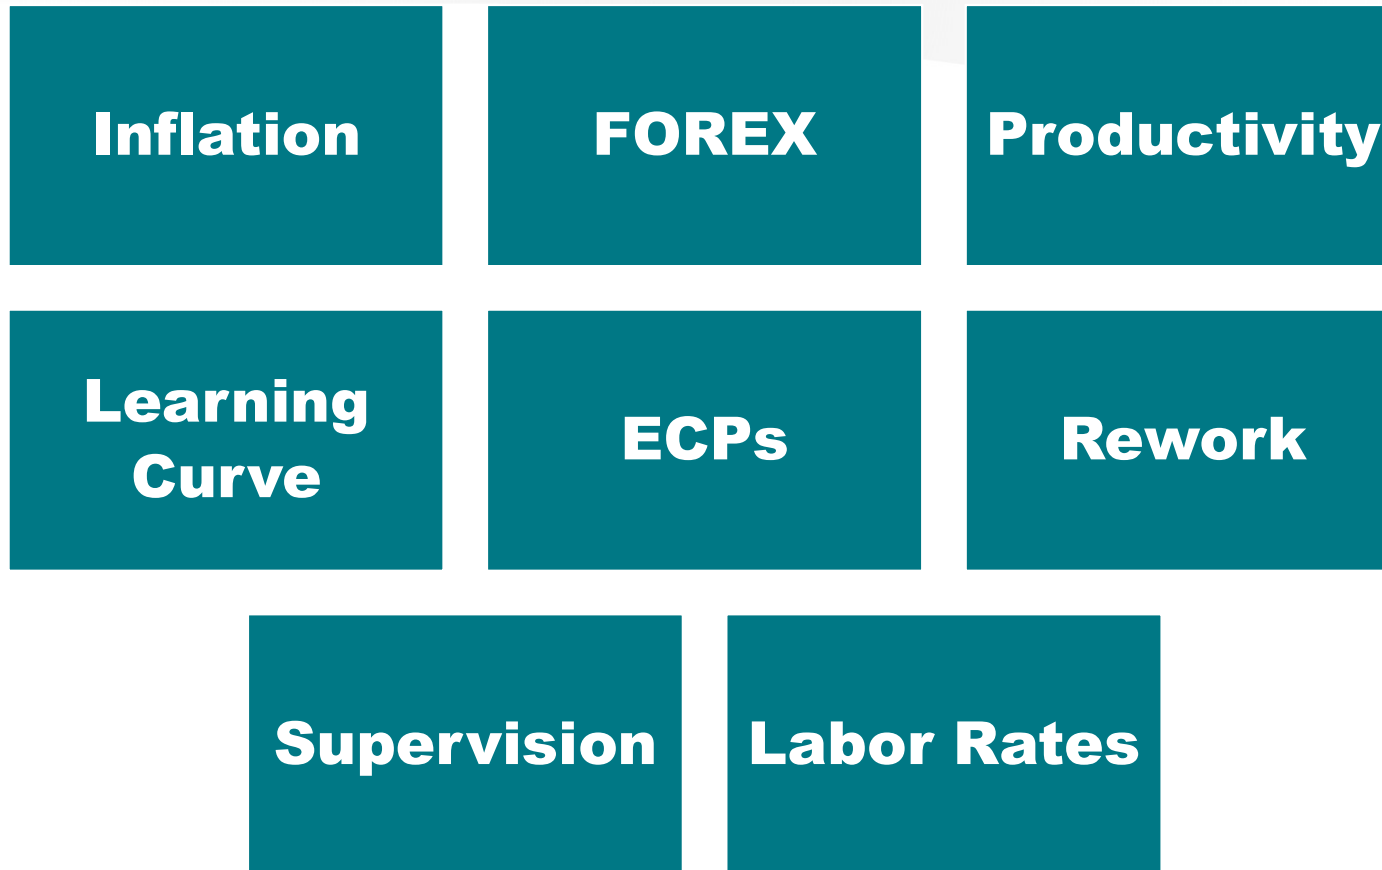 Inflation
FOREX
Productivity
Learning
Curve
ECPs
Rework
Supervision
Labor Rates